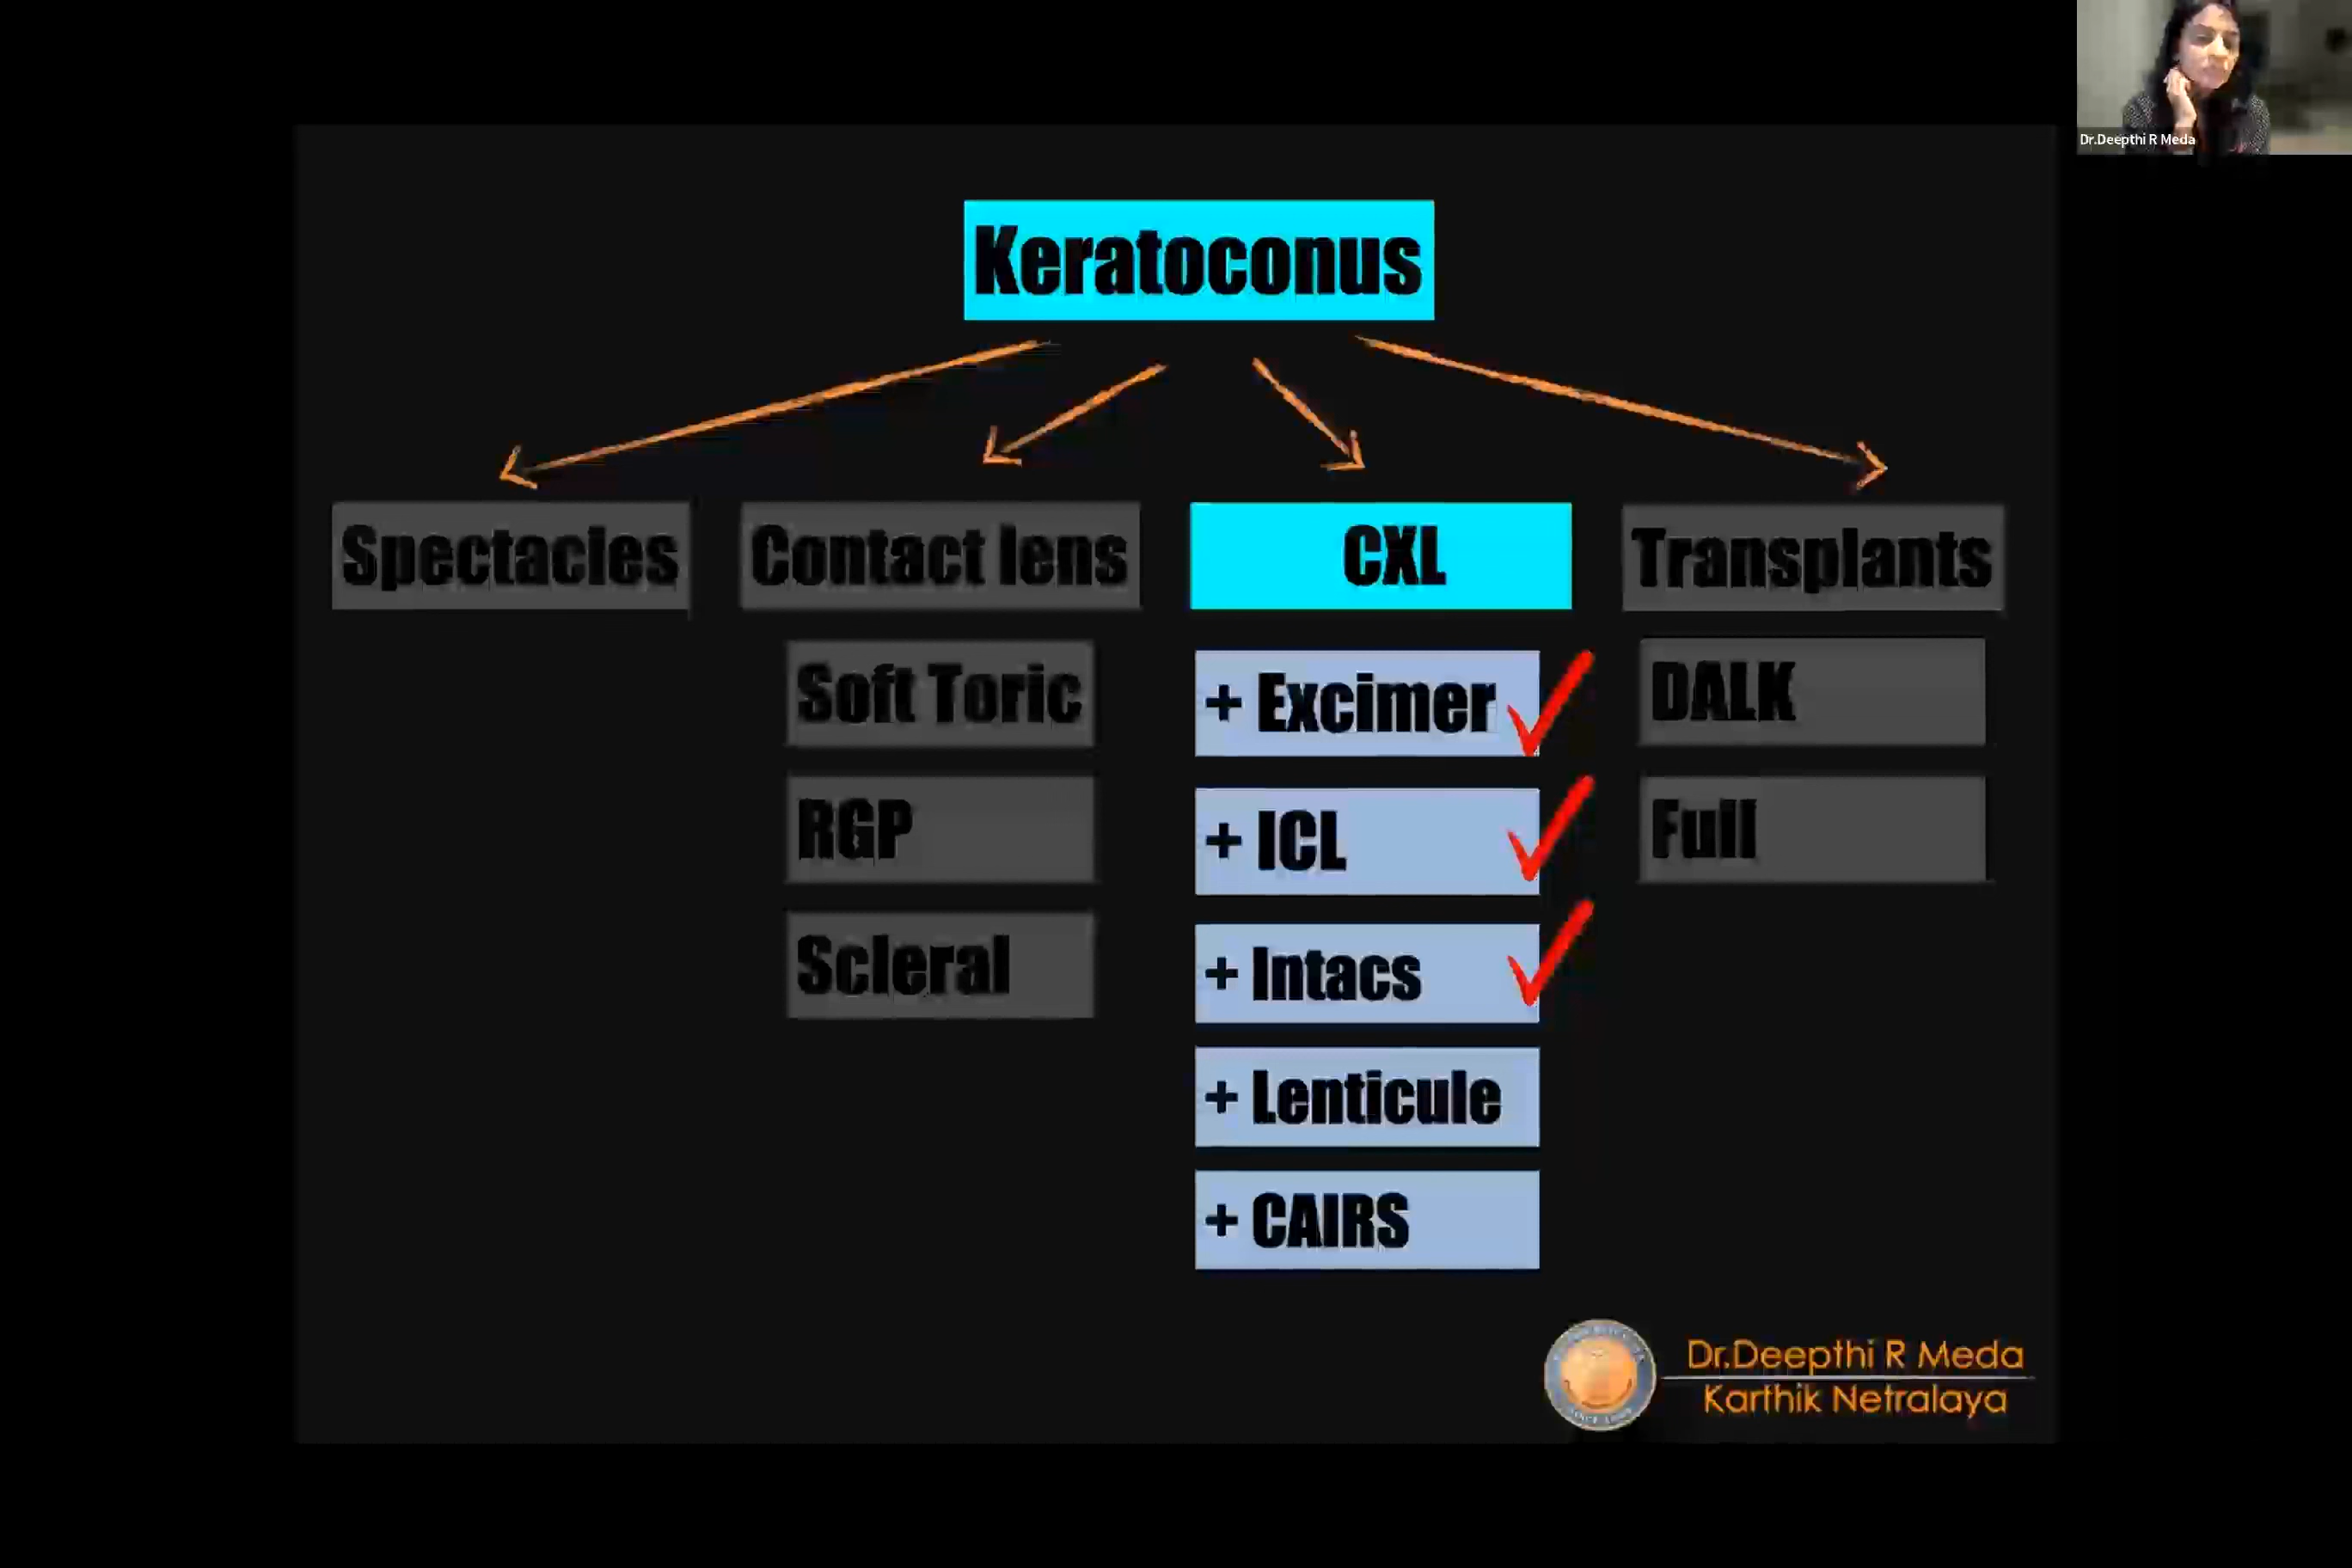 Dr.Deepthi R Meda
Keratoconus
Spectacles
Contact lens
CXL
Transplants
Soft Toric
RGP
Scleral
+ Excimer
+ ICL
+ Intacs
+ Lenticule
+ CAIRS
DALK
Full
Dr.Deepthi R Meda
Karthik Netralaya